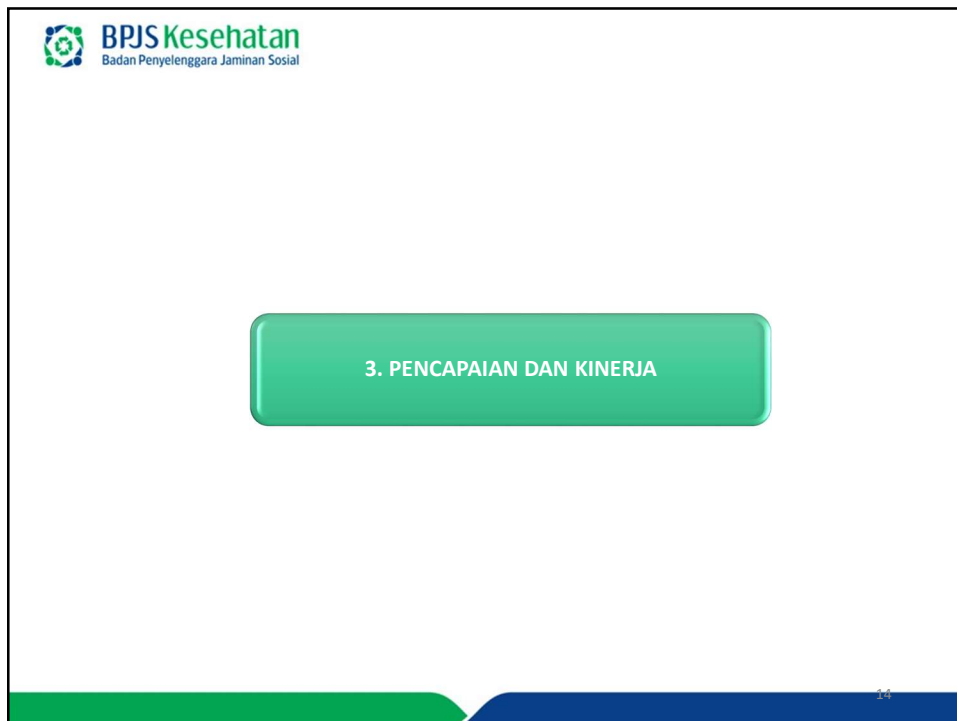 BPJS Kesehatan
Badan Penyelenggara Jaminan Sosial
3. PENCAPAIAN DAN KINERJA
14